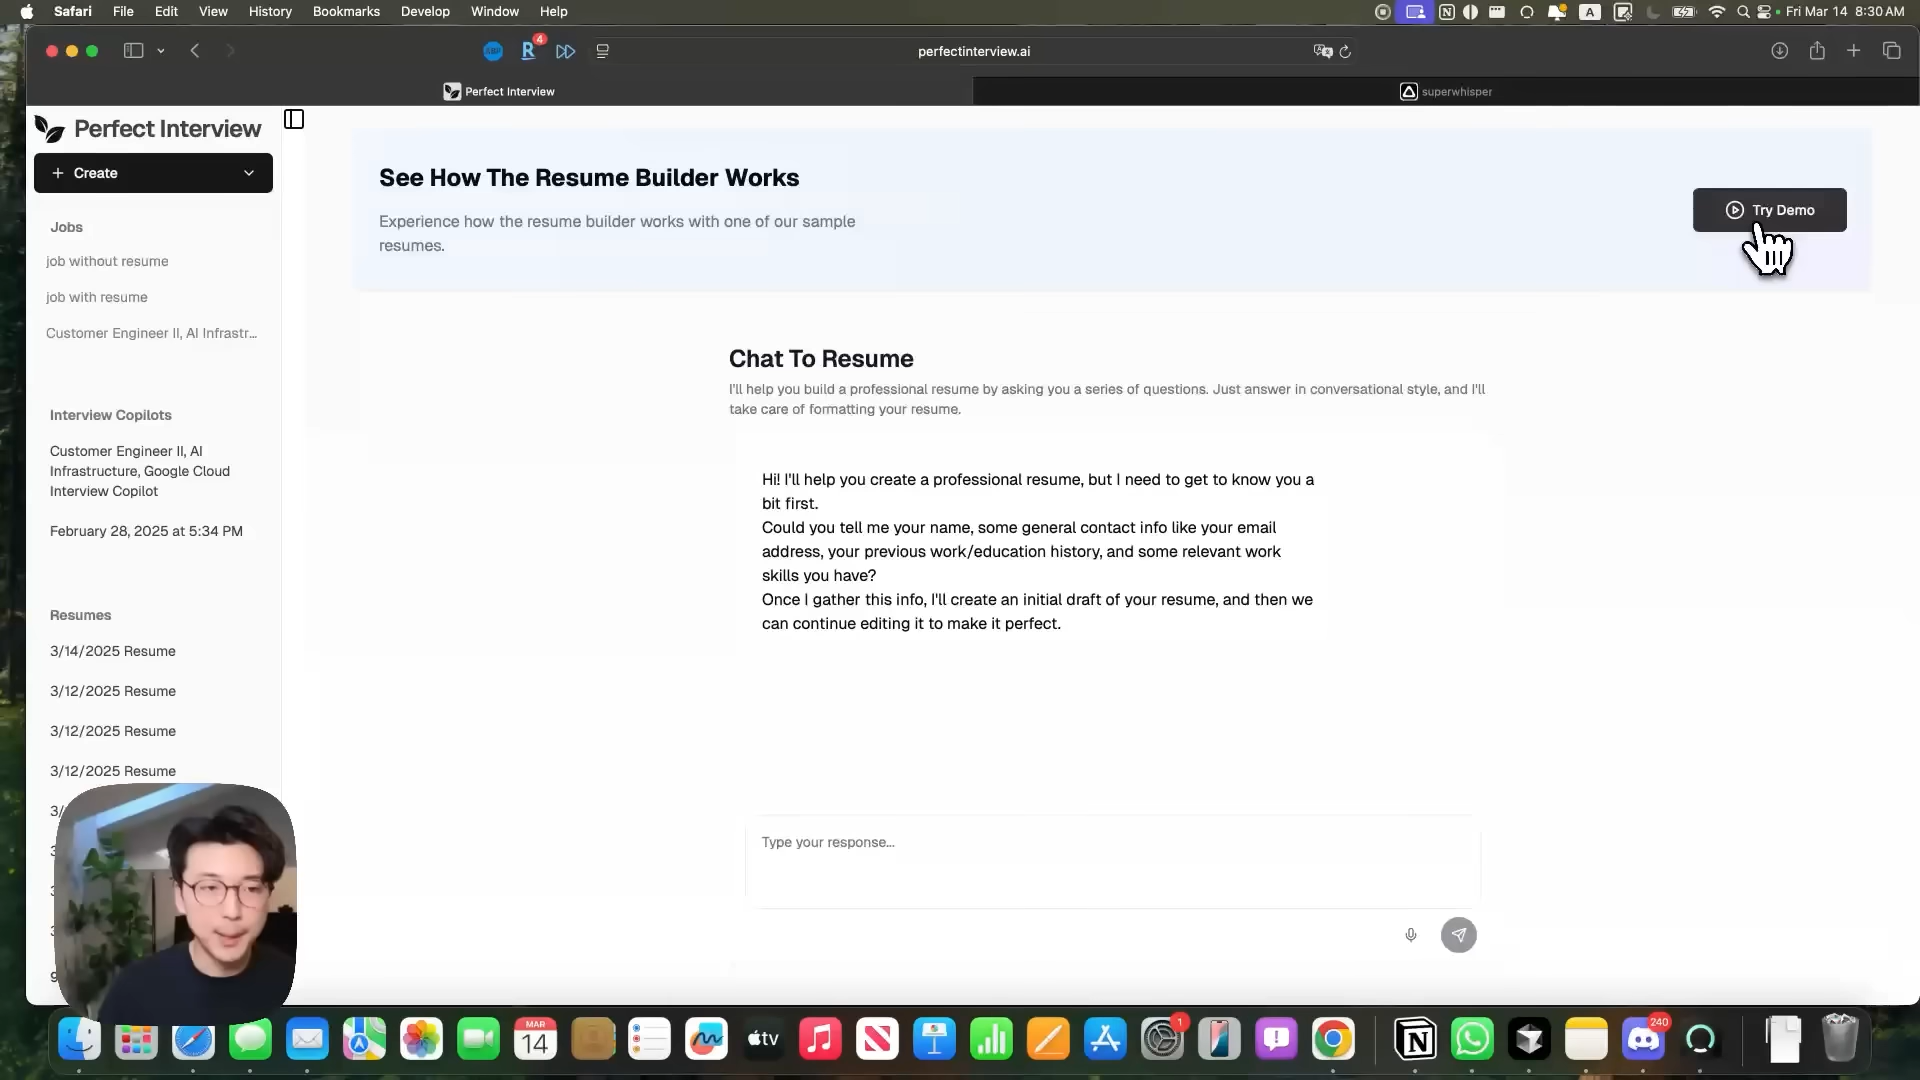 Safari File Edit View History Bookmarks Develop Window Help
A
Fri Mar 14 8:30 AM
ABP
R
4
perfectinterview.ai
Perfect Interview
superwhisper
Perfect Interview
+ Create
Jobs
job without resume
job with resume
Customer Engineer II, AI Infrastr...
Interview Copilots
Customer Engineer II, AI
Infrastructure, Google Cloud
Interview Copilot
February 28, 2025 at 5:34 PM
Resumes
3/14/2025 Resume
3/12/2025 Resume
3/12/2025 Resume
3/12/2025 Resume
See How The Resume Builder Works
Experience how the resume builder works with one of our sample
resumes.
Try Demo
Chat To Resume
I'll help you build a professional resume by asking you a series of questions. Just answer in conversational style, and I'll
take care of formatting your resume.
Hi! I'll help you create a professional resume, but I need to get to know you a
bit first.
Could you tell me your name, some general contact info like your email
address, your previous work/education history, and some relevant work
skills you have?
Once I gather this info, I'll create an initial draft of your resume, and then we
can continue editing it to make it perfect.
Type your response...
MAR
14
tv
1
240